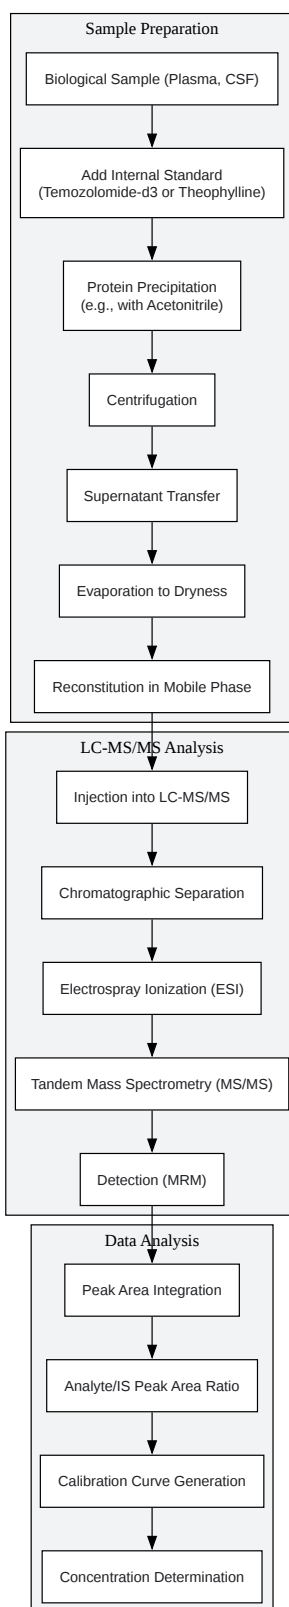 Sample Preparation
Biological Sample (Plasma, CSF)
Add Internal Standard
(Temozolomide-d3 or Theophylline)
Protein Precipitation
(e.g., with Acetonitrile)
Centrifugation
Supernatant Transfer
Evaporation to Dryness
Reconstitution in Mobile Phase
LC-MS/MS Analysis
Injection into LC-MS/MS
Chromatographic Separation
Electrospray Ionization (ESI)
Tandem Mass Spectrometry (MS/MS)
Detection (MRM)
Data Analysis
Peak Area Integration
Analyte/IS Peak Area Ratio
Calibration Curve Generation
Concentration Determination